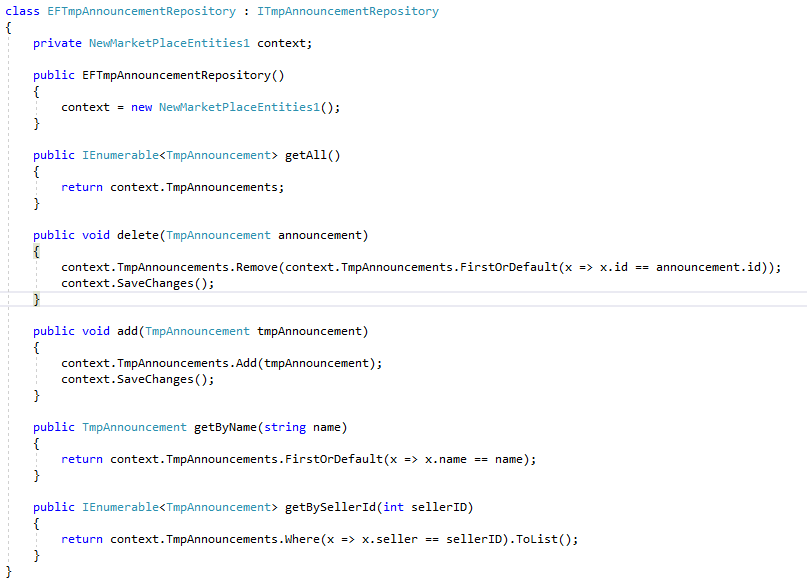 class EFTmpAnnouncementRepository : ITmpAnnouncementRepository
{
    private NewMarketPlaceEntities1 context;

    public EFTmpAnnouncementRepository()
    {
        context = new NewMarketPlaceEntities1();
    }

    public IEnumerable<TmpAnnouncement> getAll()
    {
        return context.TmpAnnouncements;
    }

    public void delete(TmpAnnouncement announcement)
    {
        context.TmpAnnouncements.Remove(context.TmpAnnouncements.FirstOrDefault(x => x.id == announcement.id));
        context.SaveChanges();
    }

    public void add(TmpAnnouncement tmpAnnouncement)
    {
        context.TmpAnnouncements.Add(tmpAnnouncement);
        context.SaveChanges();
    }

    public TmpAnnouncement getByName(string name)
    {
        return context.TmpAnnouncements.FirstOrDefault(x => x.name == name);
    }

    public IEnumerable<TmpAnnouncement> getBySellerId(int sellerID)
    {
        return context.TmpAnnouncements.Where(x => x.seller == sellerID).ToList();
    }
}